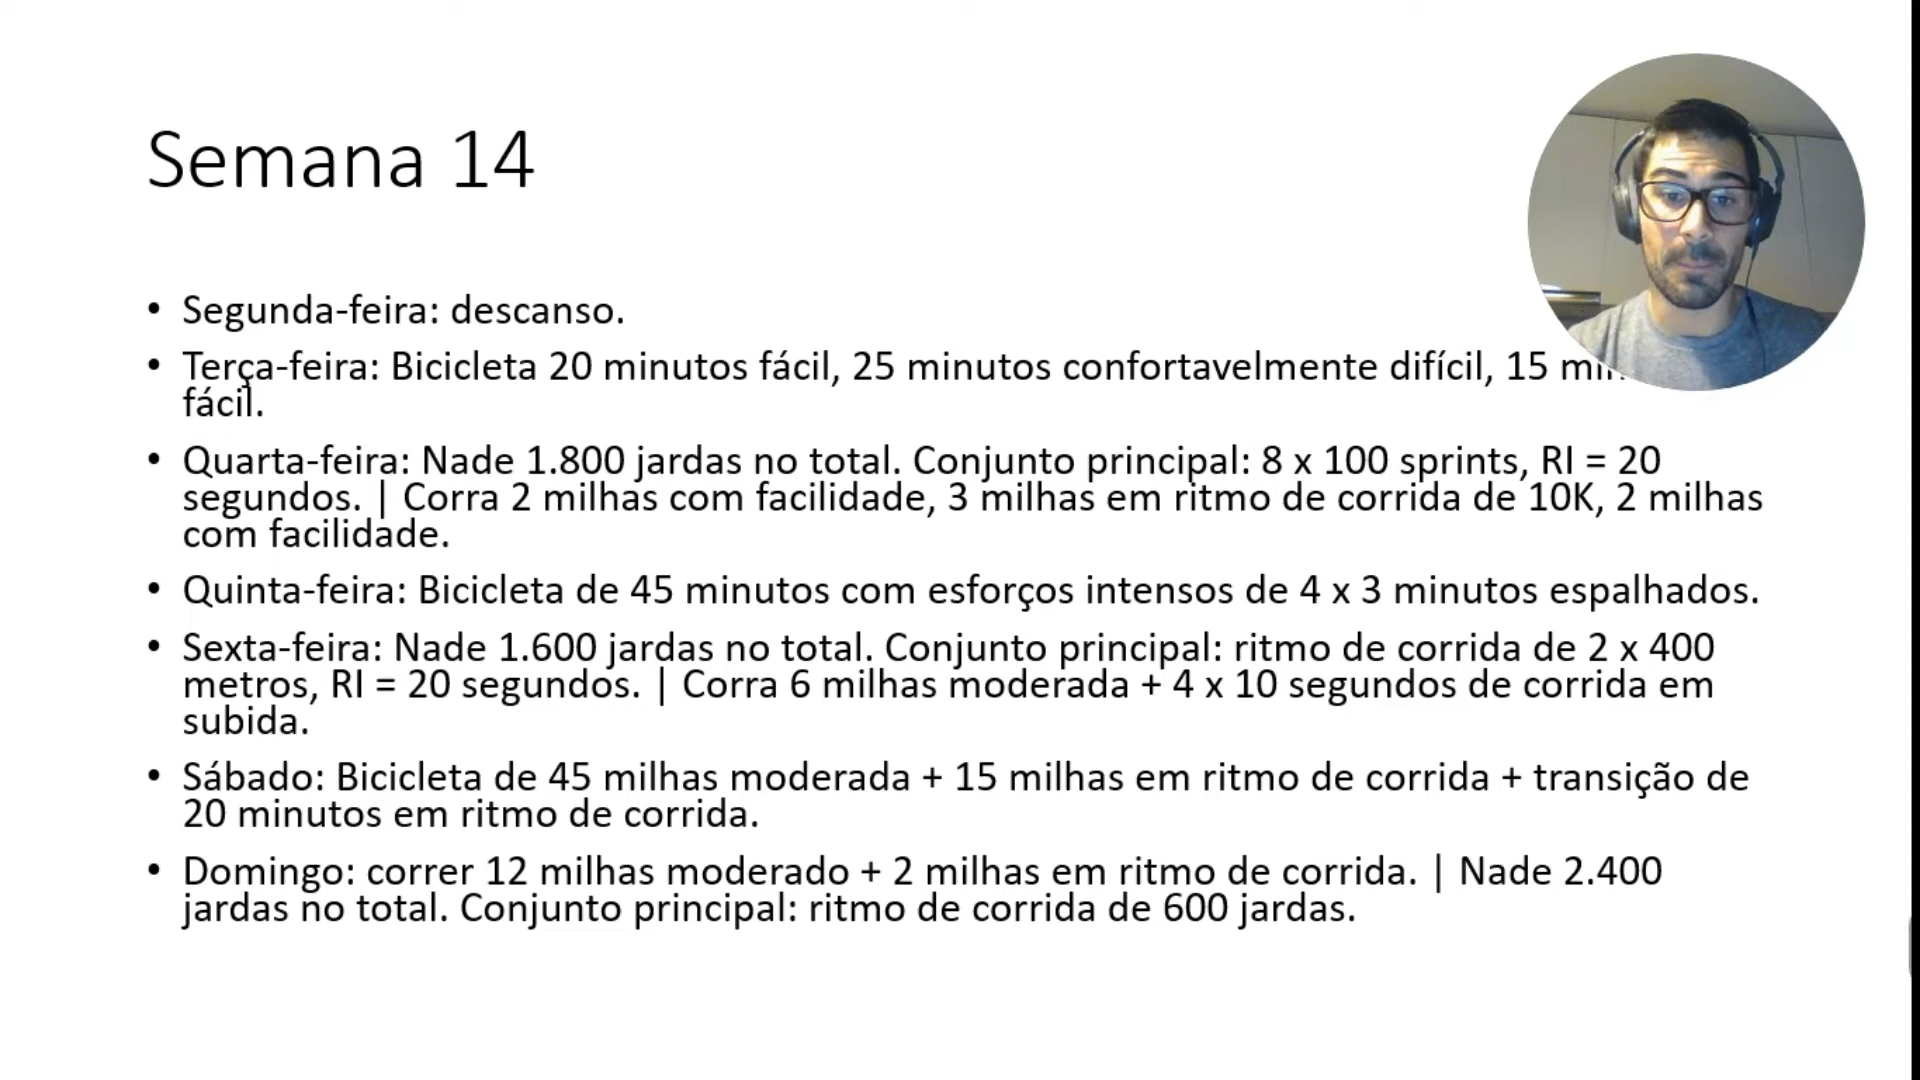 Semana 14
• Segunda-feira: descanso.
• Terça-feira: Bicicleta 20 minutos fácil, 25 minutos confortavelmente difícil, 15
fácil.
• Quarta-feira: Nade 1.800 jardas no total. Conjunto principal: 8 x 100 sprints, RI = 20
segundos. | Corra 2 milhas com facilidade, 3 milhas em ritmo de corrida de 10K, 2 milhas
com facilidade.
• Quinta-feira: Bicicleta de 45 minutos com esforços intensos de 4 x 3 minutos espalhados.
• Sexta-feira: Nade 1.600 jardas no total. Conjunto principal: ritmo de corrida de 2 x 400
metros, RI = 20 segundos. | Corra 6 milhas moderada + 4 x 10 segundos de corrida em
subida.
• Sábado: Bicicleta de 45 milhas moderada + 15 milhas em ritmo de corrida + transição de
20 minutos em ritmo de corrida.
• Domingo: correr 12 milhas moderado + 2 milhas em ritmo de corrida. | Nade 2.400
jardas no total. Conjunto principal: ritmo de corrida de 600 jardas.